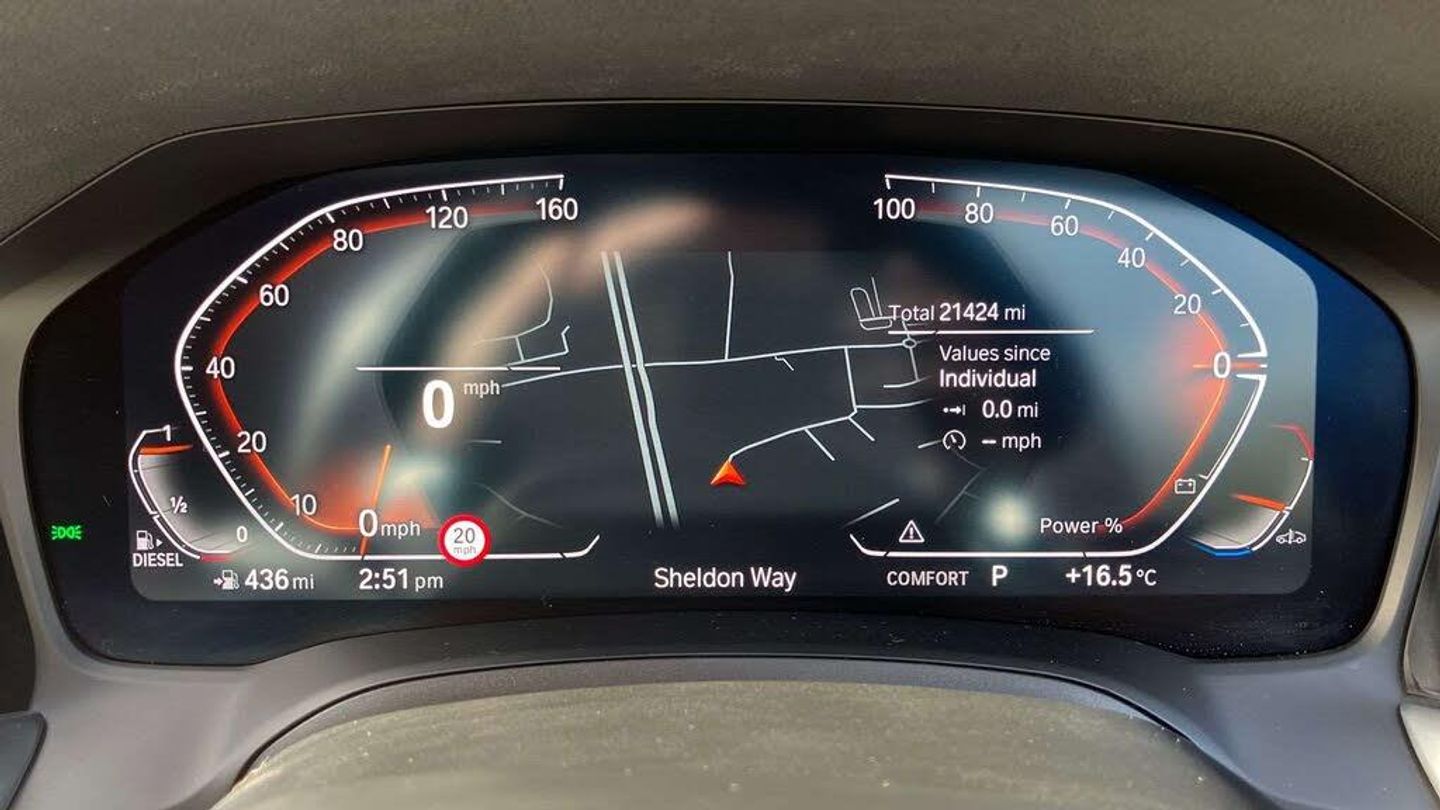 160
120
80
60
40
20
10
0 mph
0 mph
20
mph
1
½
0
DIESEL
436 mi
2:51 pm
Sheldon Way
100
80
60
40
20
0
Total 21424 mi
Values since
Individual
0.0 mi
-- mph
Power %
COMFORT P +16.5 °C